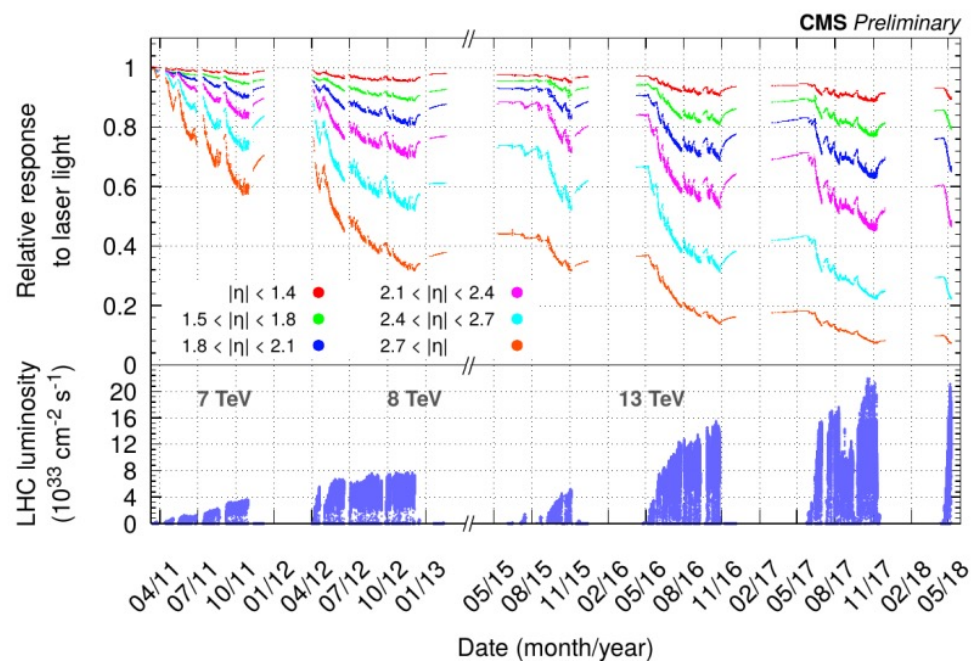 CMS Preliminary
Relative response
to laser light
1
0.8
0.6
0.4
0.2
0
|η| < 1.4
1.5 < |η| < 1.8
1.8 < |η| < 2.1
2.1 < |η| < 2.4
2.4 < |η| < 2.7
2.7 < |η|
//
//
LHC luminosity
(10³³ cm⁻² s⁻¹)
20
16
12
8
4
0
7 TeV
8 TeV
13 TeV
//
04/11 07/11 10/11 01/12 04/12 07/12 10/12 01/13 05/15 08/15 11/15 02/16 05/16 08/16 11/16 02/17 05/17 08/17 11/17 02/18 05/18
Date (month/year)